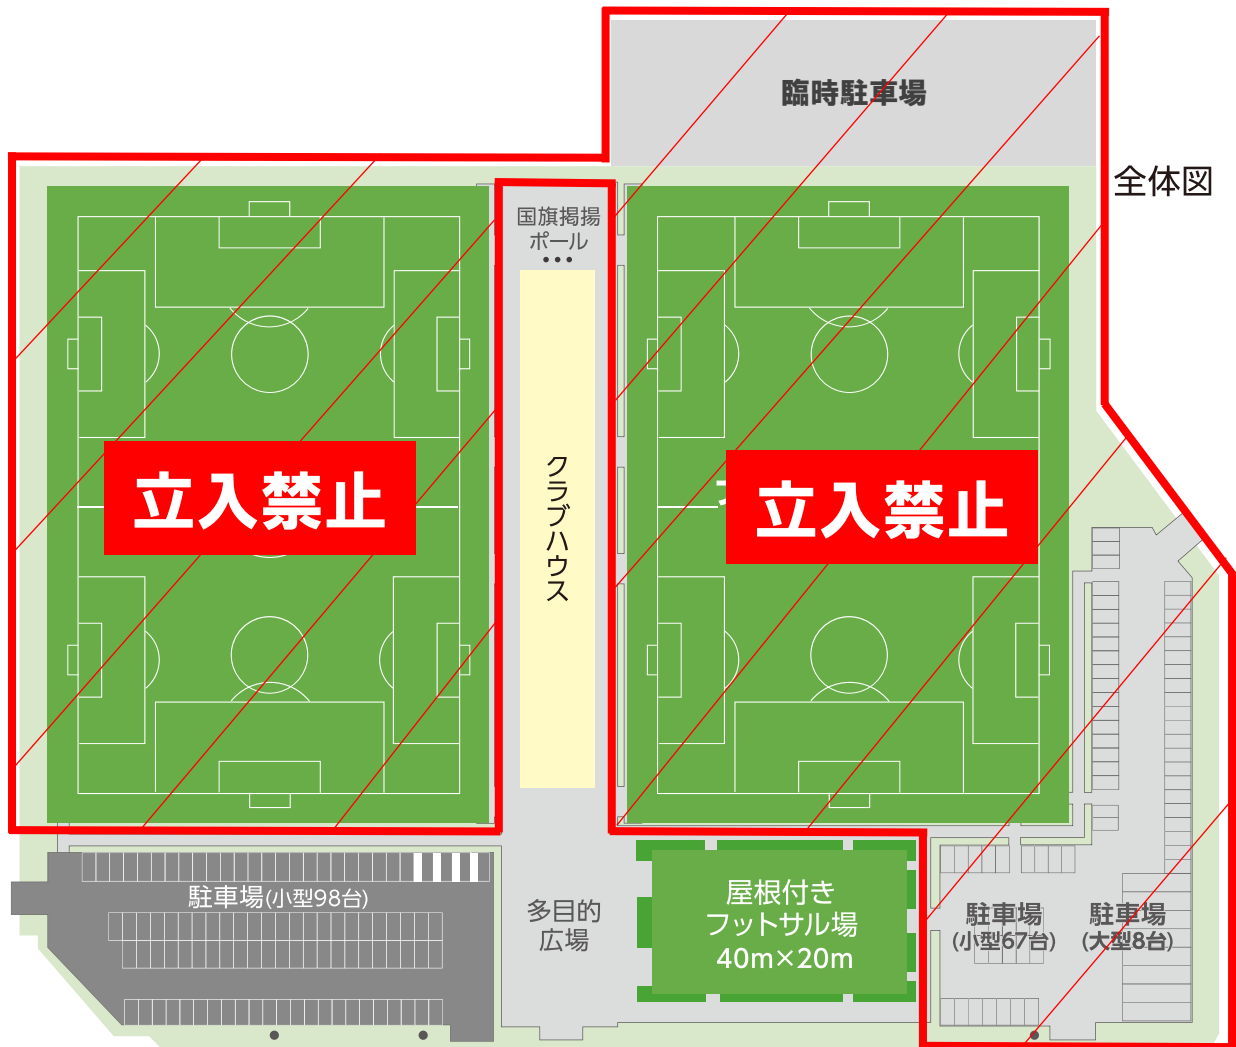 臨時駐車場
全体図
国旗掲揚
ポール
立入禁止
クラブハウス
立入禁止
駐車場(小型98台)
多目的
広場
屋根付き
フットサル場
40m×20m
駐車場
(小型67台)
駐車場
(大型8台)